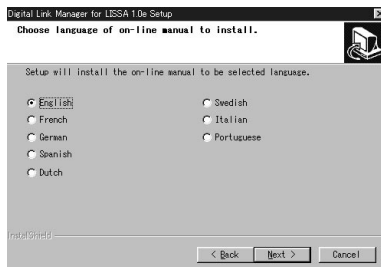 Digital Link Manager for LISSA 1.0e Setup
Choose language of on-line manual to install.
Setup will install the on-line manual to be selected language.
English
French
German
Spanish
Dutch
Swedish
Italian
Portuguese
InstallShield
< Back
Next >
Cancel